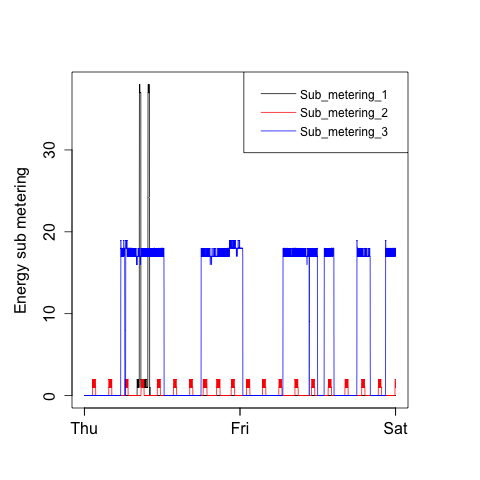 Energy sub metering
0
10
20
30
Sub_metering_1
Sub_metering_2
Sub_metering_3
Thu
Fri
Sat